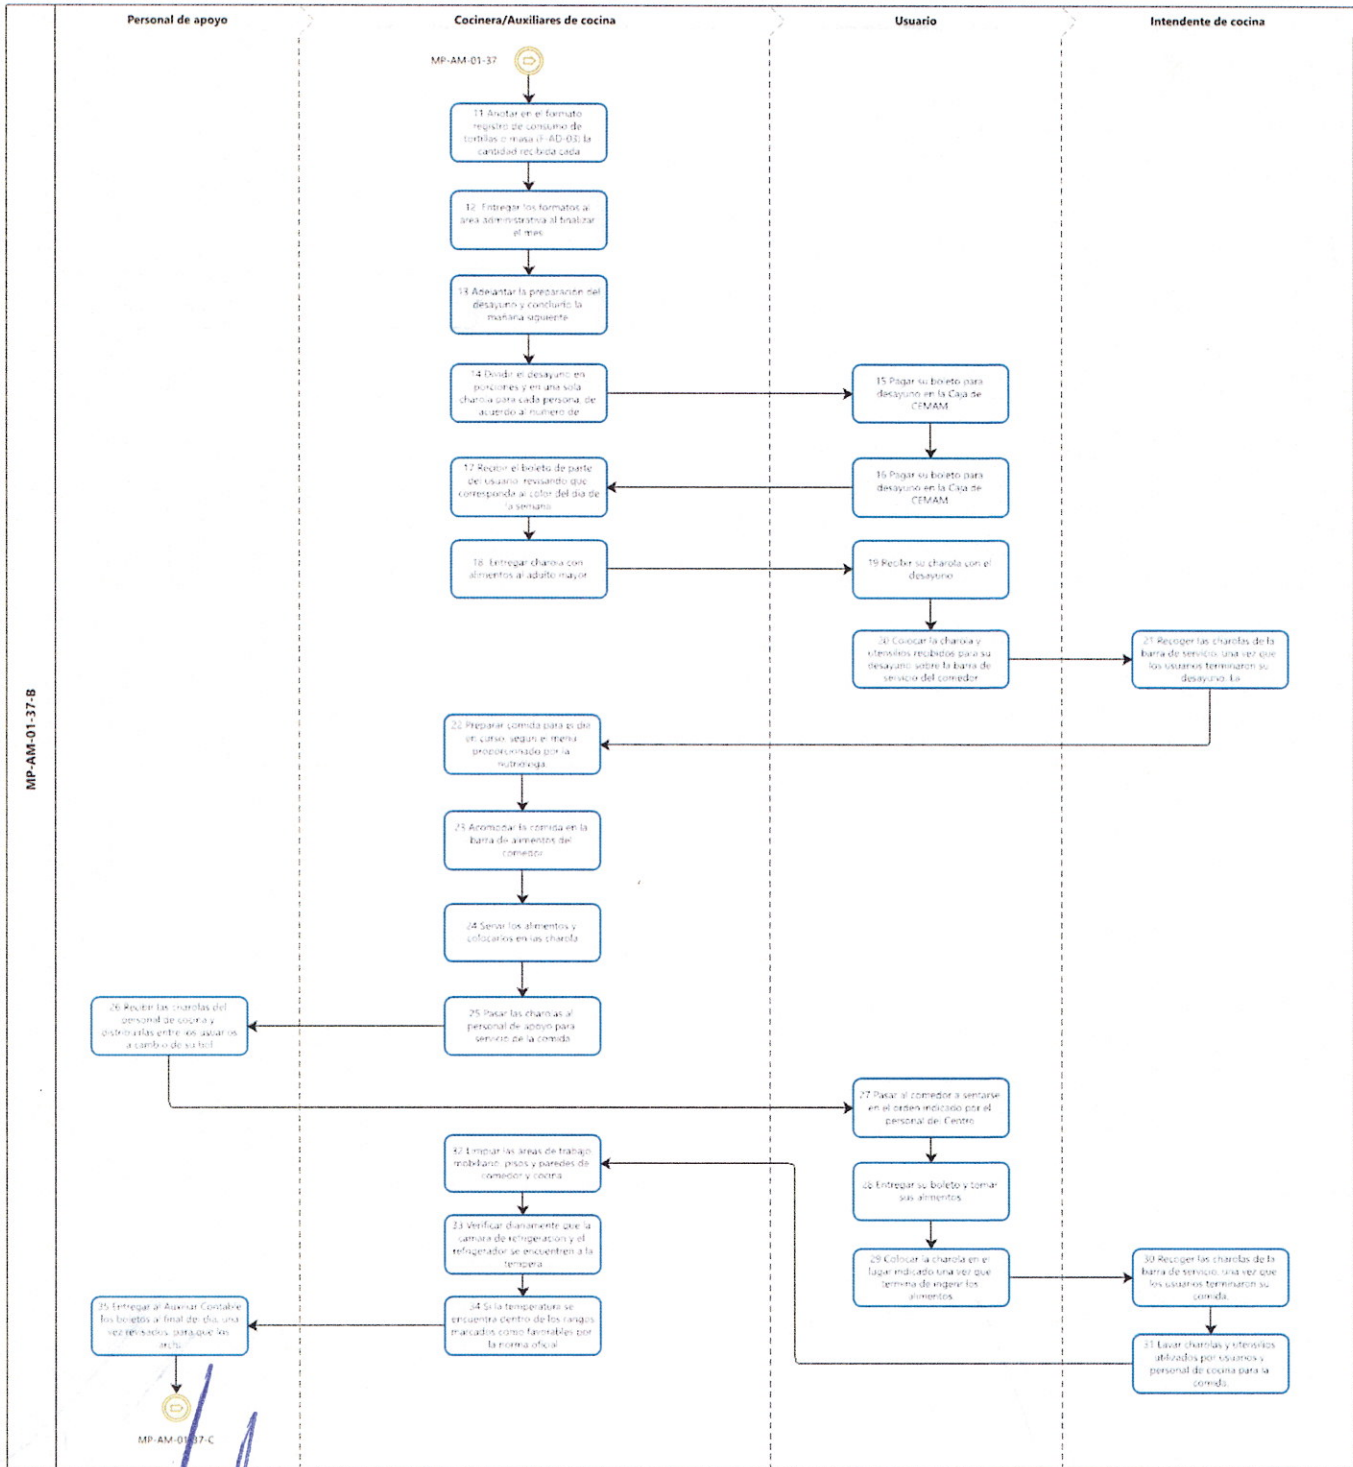 Personal de apoyo
Cocinera/Auxiliares de cocina
Usuario
Intendente de cocina
MP-AM-01-37-B
MP-AM-01-37
11 Anotar en el formato
registro de consumo de
tortillas o masa (F-AD-03) la
cantidad recibida cada
12. Entregar los formatos al
área administrativa al finalizar
el mes
13 Adelantar la preparación del
desayuno y concluirlo la
mañana siguiente
14 Dividir el desayuno en
porciones y en una sola
charola para cada persona, de
acuerdo al número de
15 Pagar su boleto para
desayuno en la Caja de
CEMAM
16 Pagar su boleto para
desayuno en la Caja de
CEMAM
17 Recibir el boleto de parte
del usuario, revisando que
corresponda al color del día de
la semana
18. Entregar charola con
alimentos al adulto mayor
19 Recibir su charola con el
desayuno
20 Colocar la charola y
utensilios recibidos para su
desayuno sobre la barra de
servicio del comedor
21 Recoger las charolas de la
barra de servicio, una vez que
los usuarios terminaron su
desayuno. La
22 Preparar comida para el día
en curso, según el menú
proporcionado por la
nutrióloga.
23 Acomodar la comida en la
barra de alimentos del
comedor
24 Servir los alimentos y
colocarlos en las charola
25 Pasar las charolas al
personal de apoyo para
servicio de la comida
26 Recibir las charolas del
personal de cocina y
distribuirlas entre los usuarios
a cambio de su bol
27 Pasar al comedor a sentarse
en el orden indicado por el
personal del Centro
28 Entregar su boleto y tomar
sus alimentos
29 Colocar la charola en el
lugar indicado una vez que
termina de ingerir los
alimentos
30 Recoger las charolas de la
barra de servicio, una vez que
los usuarios terminaron su
comida.
31 Lavar charolas y utensilios
utilizados por usuarios y
personal de cocina para la
comida.
32 Limpiar las áreas de trabajo
mobiliario, pisos y paredes de
comedor y cocina
33 Verificar diariamente que la
cámara de refrigeración y el
refrigerador se encuentren a la
tempera
34 Si la temperatura se
encuentra dentro de los rangos
marcados como favorables por
la norma oficial
35 Entregar al Auxiliar Contable
los boletos al final del día, una
vez revisados, para que los
archi
MP-AM-01-37-C